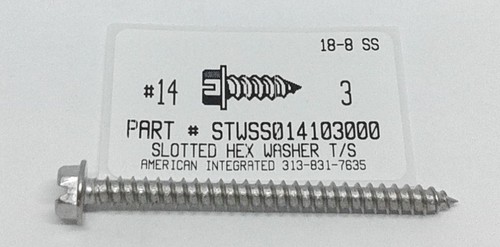 18-8 SS
#14 3
PART # STWSS014103000
SLOTTED HEX WASHER T/S
AMERICAN INTEGRATED 313-831-7635